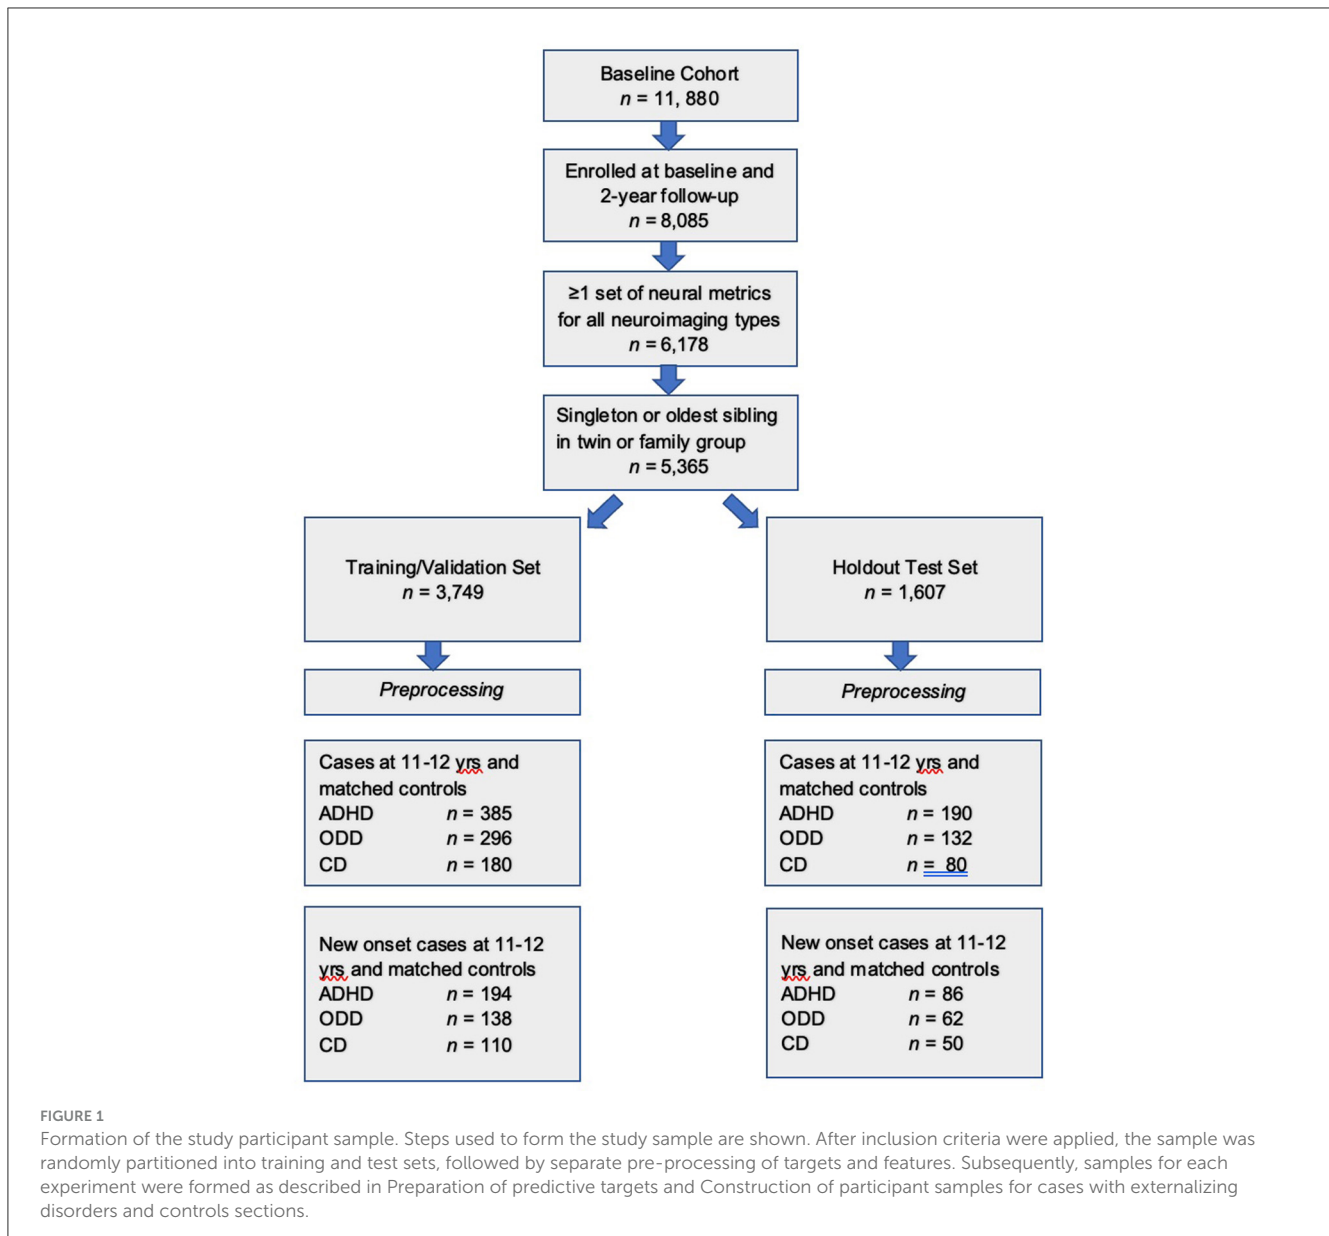 Baseline Cohort
n = 11, 880
Enrolled at baseline and
2-year follow-up
n = 8,085
≥1 set of neural metrics
for all neuroimaging types
n = 6,178
Singleton or oldest sibling
in twin or family group
n = 5,365
Training/Validation Set
n = 3,749
Holdout Test Set
n = 1,607
Preprocessing
Preprocessing
Cases at 11-12 yrs and
matched controls
ADHD n = 385
ODD n = 296
CD n = 180
Cases at 11-12 yrs and
matched controls
ADHD n = 190
ODD n = 132
CD n = 80
New onset cases at 11-12
yrs and matched controls
ADHD n = 194
ODD n = 138
CD n = 110
New onset cases at 11-12
yrs and matched controls
ADHD n = 86
ODD n = 62
CD n = 50
FIGURE 1
Formation of the study participant sample. Steps used to form the study sample are shown. After inclusion criteria were applied, the sample was
randomly partitioned into training and test sets, followed by separate pre-processing of targets and features. Subsequently, samples for each
experiment were formed as described in Preparation of predictive targets and Construction of participant samples for cases with externalizing
disorders and controls sections.